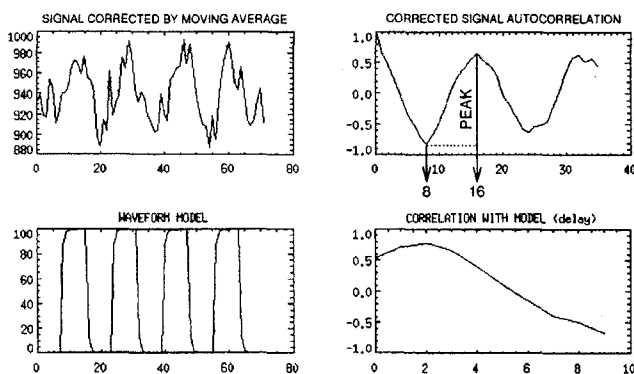 SIGNAL CORRECTED BY MOVING AVERAGE
1000
980
960
940
920
900
880
0 20 40 60 80
CORRECTED SIGNAL AUTOCORRELATION
1.0
0.5
0.0
-0.5
-1.0
PEAK
0 10 20 30 40
8 16
WAVEFORM MODEL
100
80
60
40
20
0
0 20 40 60 80
CORRELATION WITH MODEL (delay)
1.0
0.5
0.0
-0.5
-1.0
0 2 4 6 8 10